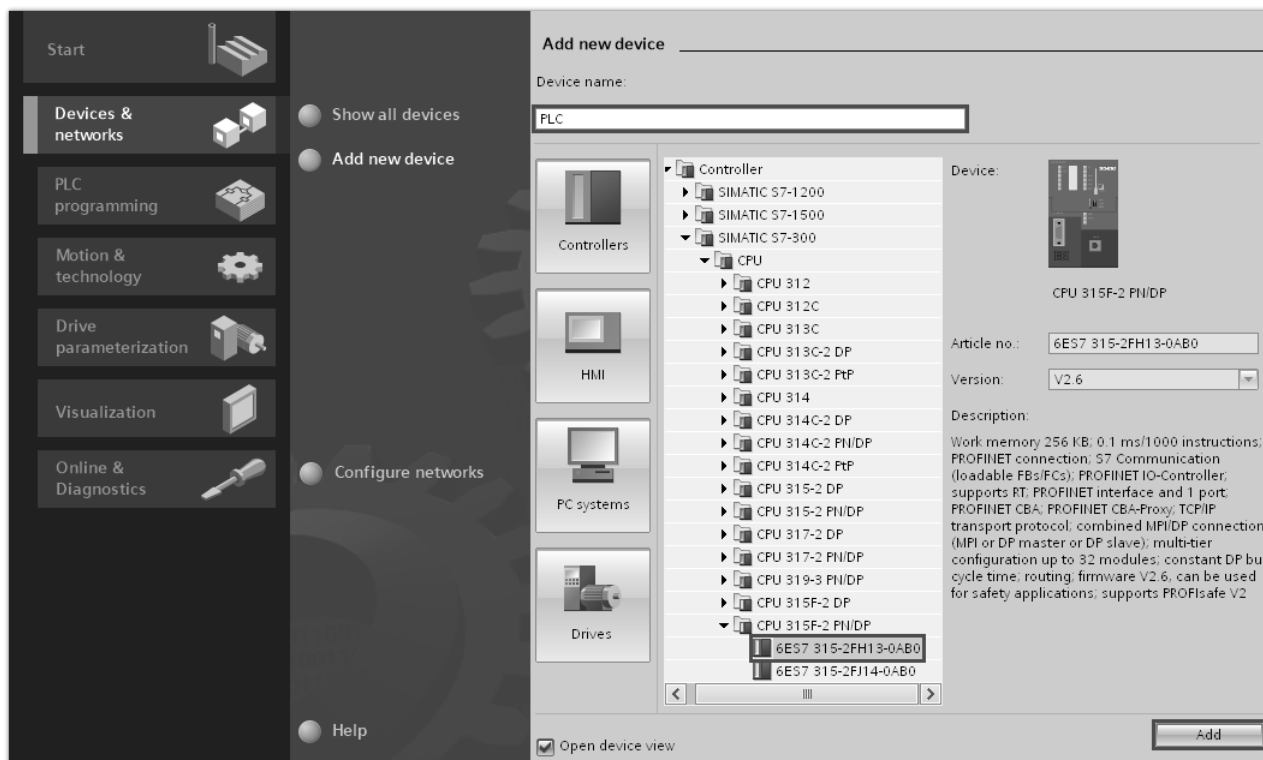 Start
Devices &
networks
PLC
programming
Motion &
technology
Drive
parameterization
Visualization
Online &
Diagnostics
Show all devices
Add new device
Configure networks
Help
Add new device
Device name:
PLC
Controllers
HMI
PC systems
Drives
Controller
SIMATIC S7-1200
SIMATIC S7-1500
SIMATIC S7-300
CPU
CPU 312
CPU 312C
CPU 313C
CPU 313C-2 DP
CPU 313C-2 PtP
CPU 314
CPU 314C-2 DP
CPU 314C-2 PN/DP
CPU 314C-2 PtP
CPU 315-2 DP
CPU 315-2 PN/DP
CPU 317-2 DP
CPU 317-2 PN/DP
CPU 319-3 PN/DP
CPU 315F-2 DP
CPU 315F-2 PN/DP
6ES7 315-2FH13-0AB0
6ES7 315-2FJ14-0AB0
Device:
CPU 315F-2 PN/DP
Article no.: 6ES7 315-2FH13-0AB0
Version: V2.6
Description:
Work memory 256 KB; 0.1 ms/1000 instructions;
PROFINET connection; S7 Communication
(loadable FBs/FCs); PROFINET IO-Controller;
supports RT; PROFINET interface and 1 port;
PROFINET CBA; PROFINET CBA-Proxy; TCP/IP
transport protocol; combined MPI/DP connection
(MPI or DP master or DP slave); multi-tier
configuration up to 32 modules; constant DP bu
cycle time; routing; firmware V2.6, can be used
for safety applications; supports PROFIsafe V2
Open device view
Add